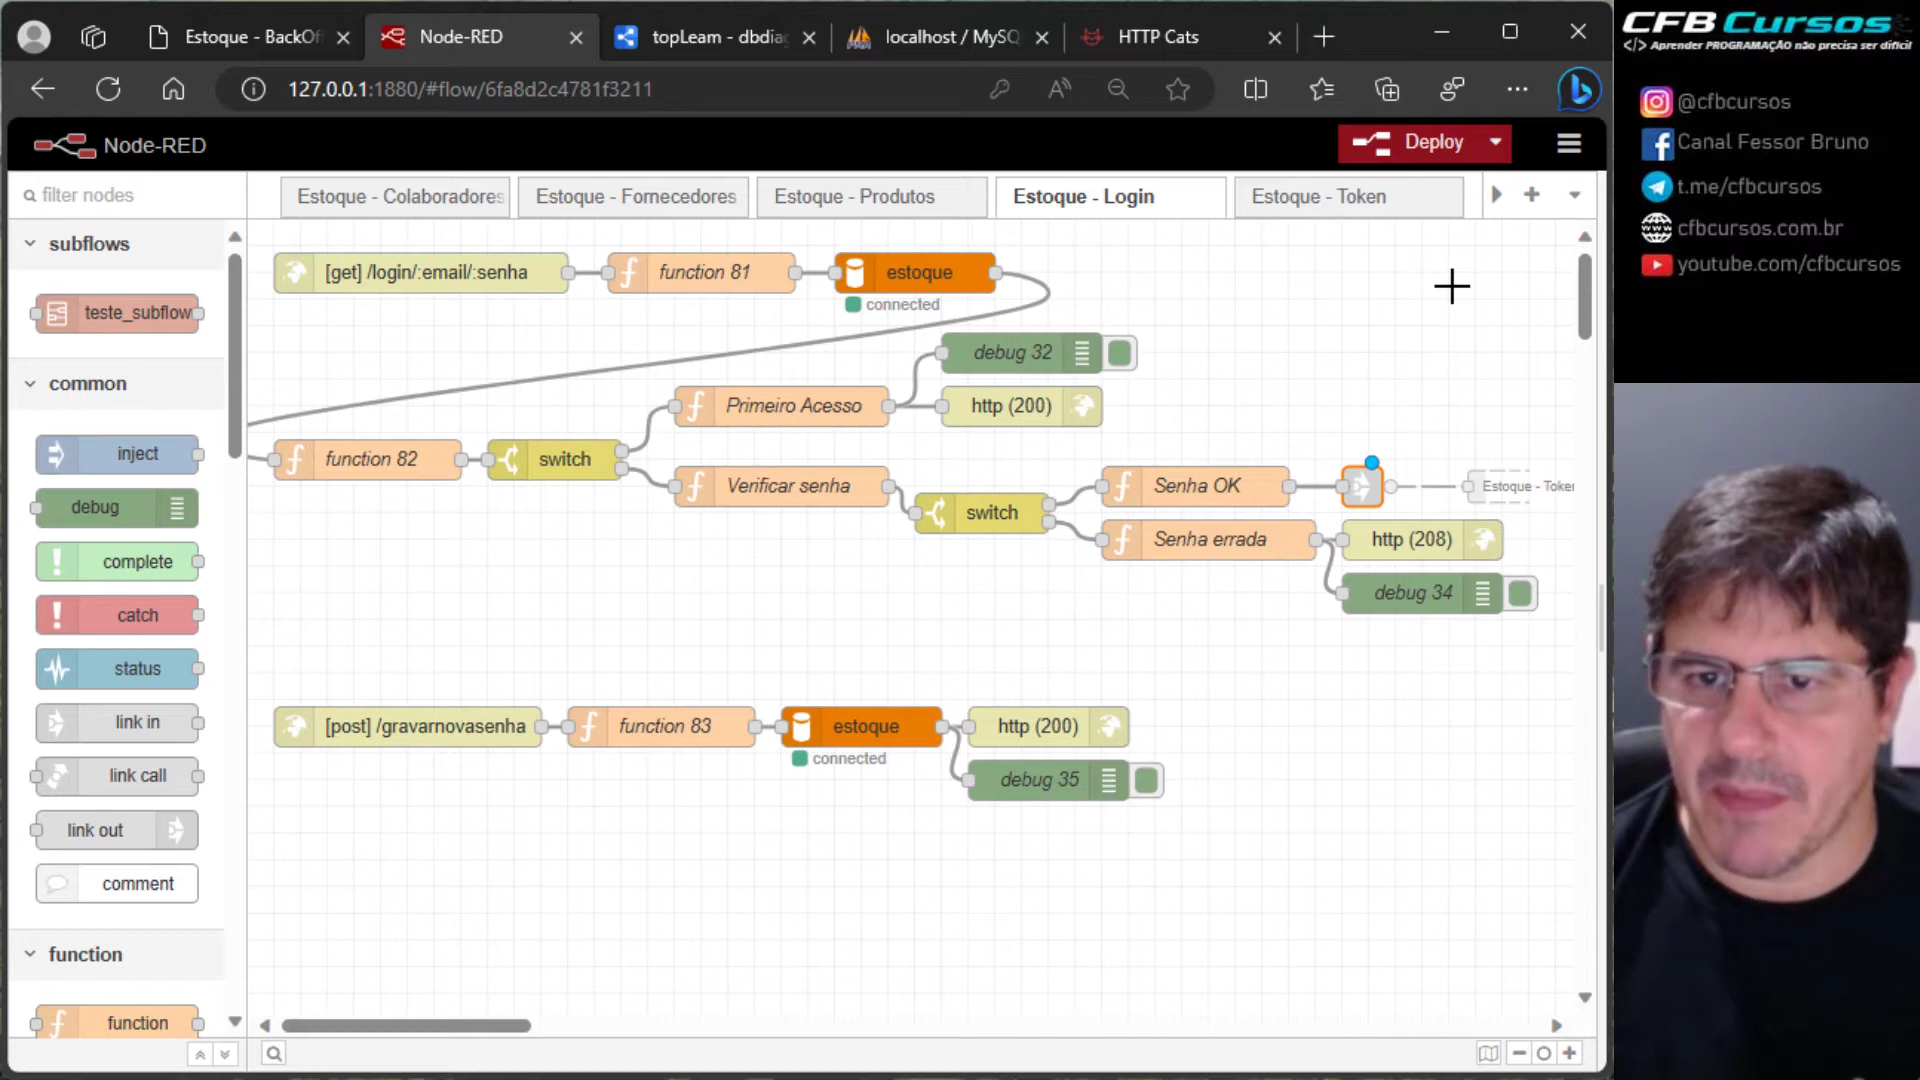 Estoque - BackOf
Node-RED
topLeam - dbdia
localhost / MySQ
HTTP Cats
127.0.0.1:1880/#flow/6fa8d2c4781f3211
CFB Cursos
</> Aprender PROGRAMAÇÃO não precisa ser difícil
@cfbcursos
Canal Fessor Bruno
t.me/cfbcursos
cfbcursos.com.br
youtube.com/cfbcursos
Node-RED
Deploy
filter nodes
Estoque - Colaboradores
Estoque - Fornecedores
Estoque - Produtos
Estoque - Login
Estoque - Token
subflows
teste_subflow
common
inject
debug
complete
catch
status
link in
link call
link out
comment
function
function
[get] /login/:email/:senha
function 81
estoque
connected
debug 32
Primeiro Acesso
http (200)
function 82
switch
Verificar senha
switch
Senha OK
Estoque - Token
Senha errada
http (208)
debug 34
[post] /gravarnovasenha
function 83
estoque
connected
http (200)
debug 35